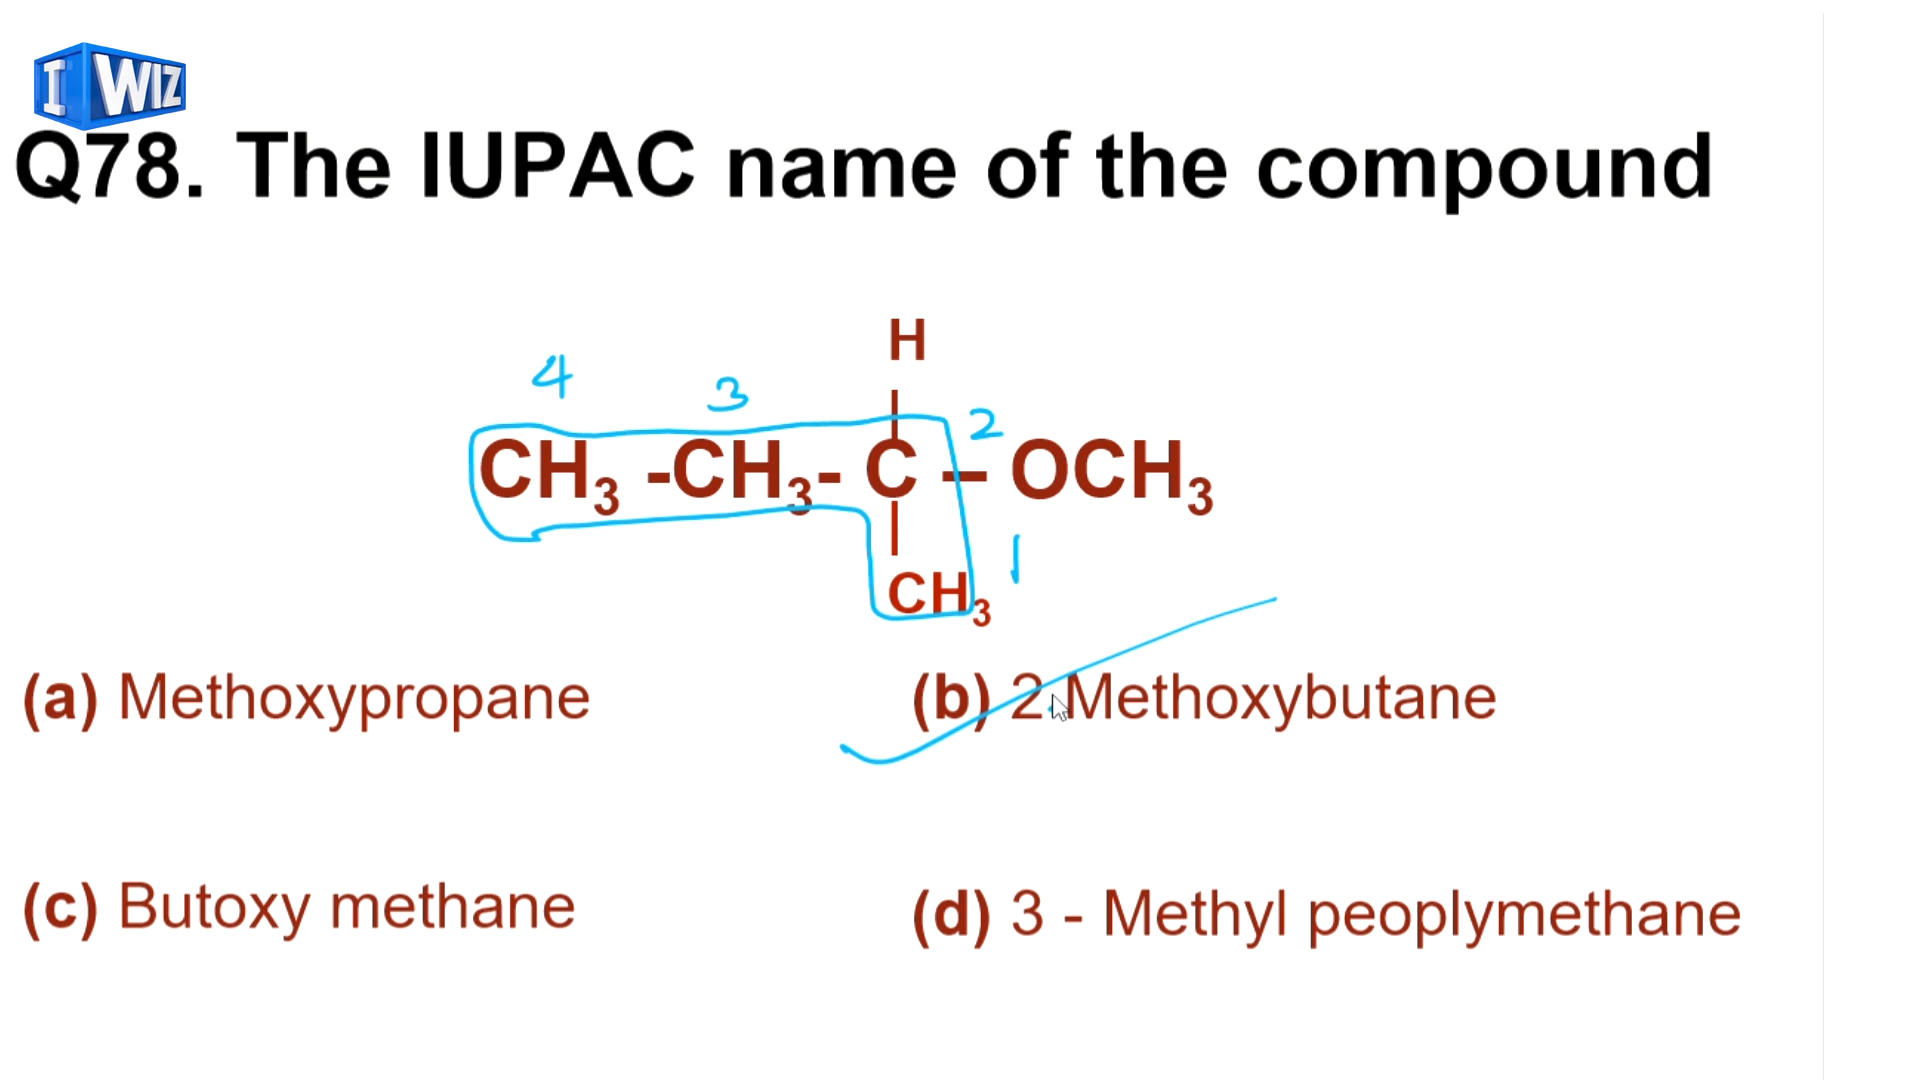 I WIZ
Q78. The IUPAC name of the compound
H
4 3 2
CH₃ -CH₃- C – OCH₃
1
CH₃
(a) Methoxypropane (b) 2.Methoxybutane
(c) Butoxy methane (d) 3 - Methyl peoplymethane